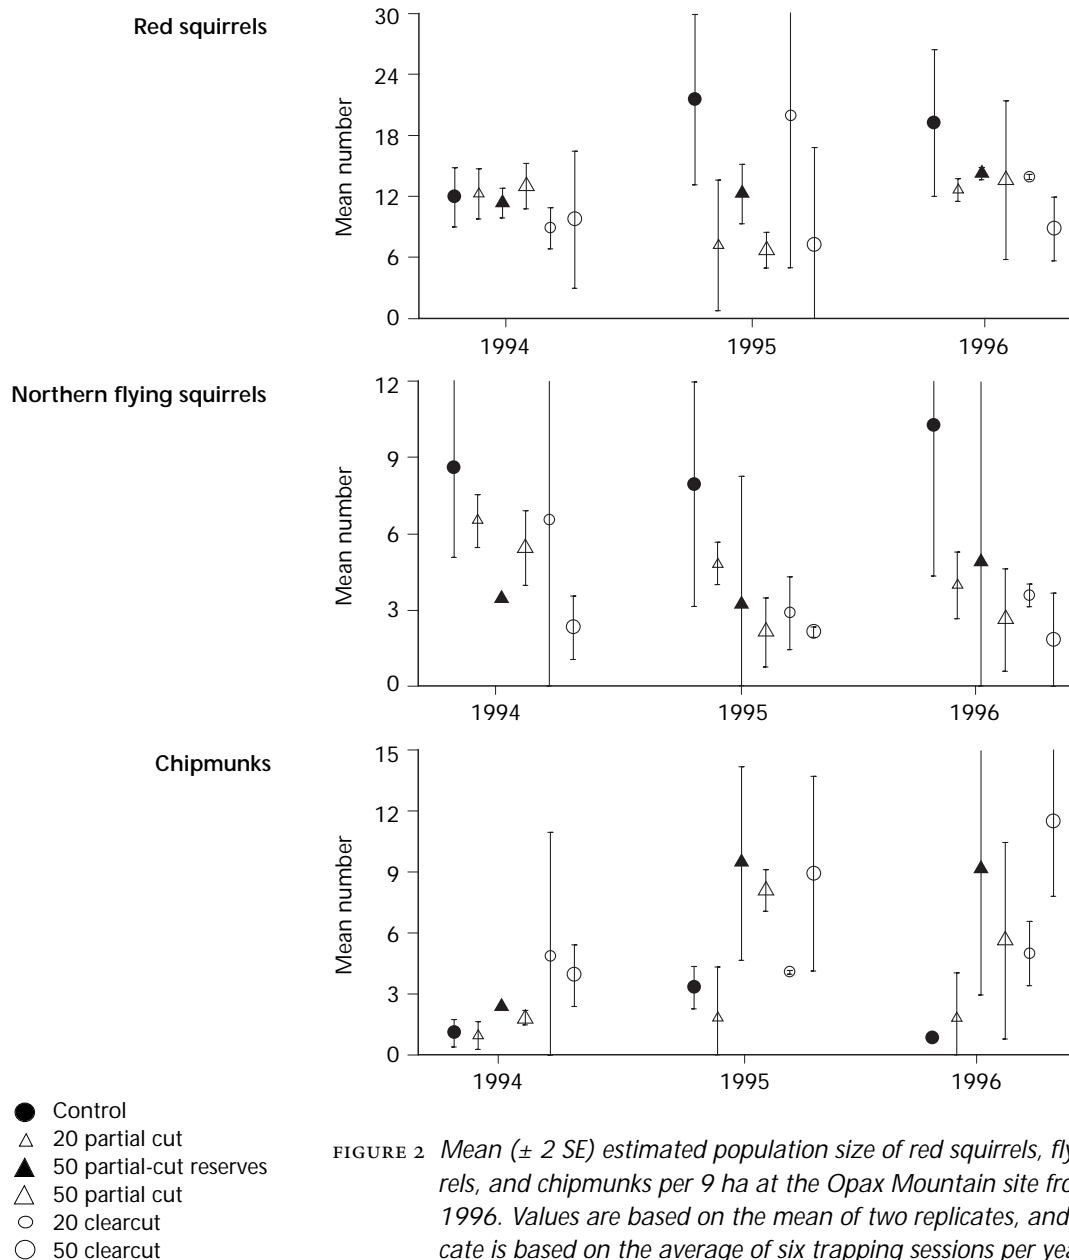 Red squirrels
Mean number
30
24
18
12
6
0
1994
1995
1996
Northern flying squirrels
Mean number
12
9
6
3
0
1994
1995
1996
Chipmunks
Mean number
15
12
9
6
3
0
1994
1995
1996
Control
20 partial cut
50 partial-cut reserves
50 partial cut
20 clearcut
50 clearcut
FIGURE 2 Mean (± 2 SE) estimated population size of red squirrels, fly
rels, and chipmunks per 9 ha at the Opax Mountain site fro
1996. Values are based on the mean of two replicates, and
cate is based on the average of six trapping sessions per yea